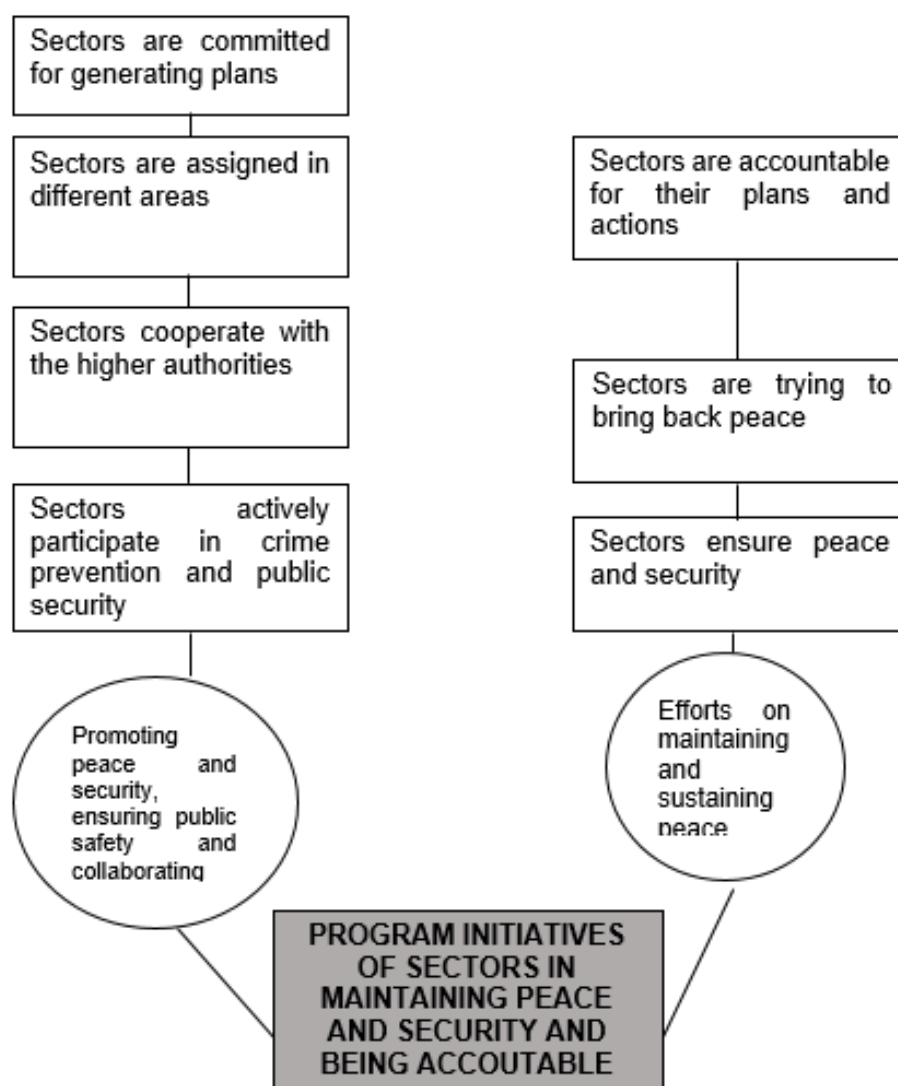 Sectors are committed
for generating plans
Sectors are assigned in
different areas
Sectors cooperate with
the higher authorities
Sectors actively
participate in crime
prevention and public
security
Promoting
peace and
security,
ensuring public
safety and
collaborating
Sectors are accountable
for their plans and
actions
Sectors are trying to
bring back peace
Sectors ensure peace
and security
Efforts on
maintaining
and
sustaining
peace
PROGRAM INITIATIVES
OF SECTORS IN
MAINTAINING PEACE
AND SECURITY AND
BEING ACCOUTABLE